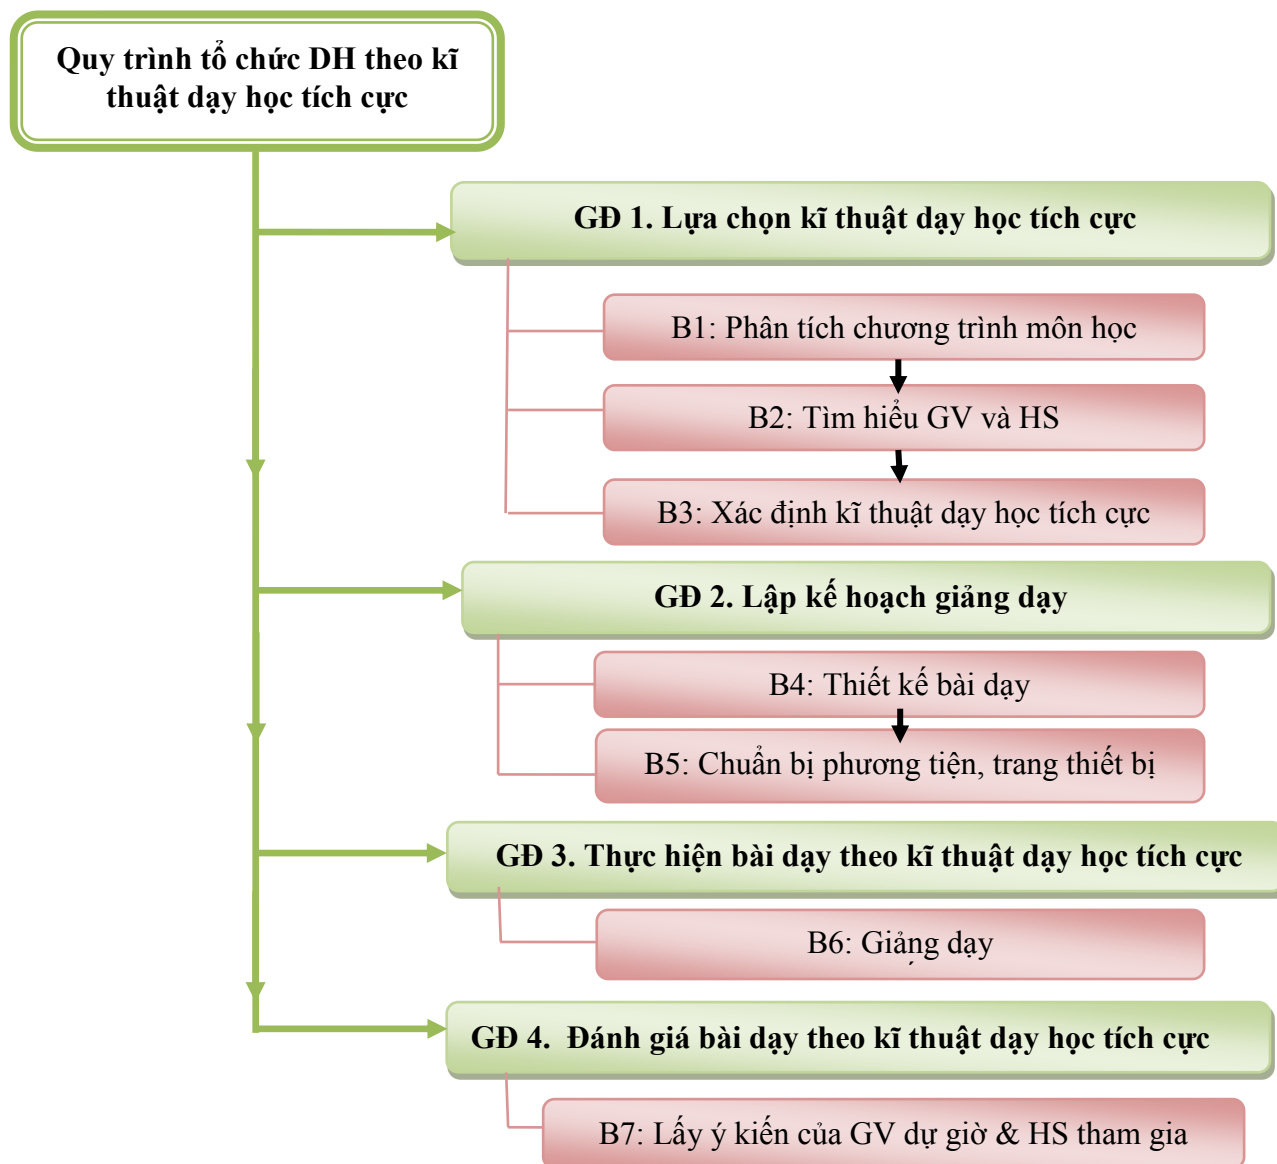 Quy trình tổ chức DH theo kĩ
thuật dạy học tích cực
GĐ 1. Lựa chọn kĩ thuật dạy học tích cực
B1: Phân tích chương trình môn học
B2: Tìm hiểu GV và HS
B3: Xác định kĩ thuật dạy học tích cực
GĐ 2. Lập kế hoạch giảng dạy
B4: Thiết kế bài dạy
B5: Chuẩn bị phương tiện, trang thiết bị
GĐ 3. Thực hiện bài dạy theo kĩ thuật dạy học tích cực
B6: Giảng dạy
GĐ 4. Đánh giá bài dạy theo kĩ thuật dạy học tích cực
B7: Lấy ý kiến của GV dự giờ & HS tham gia